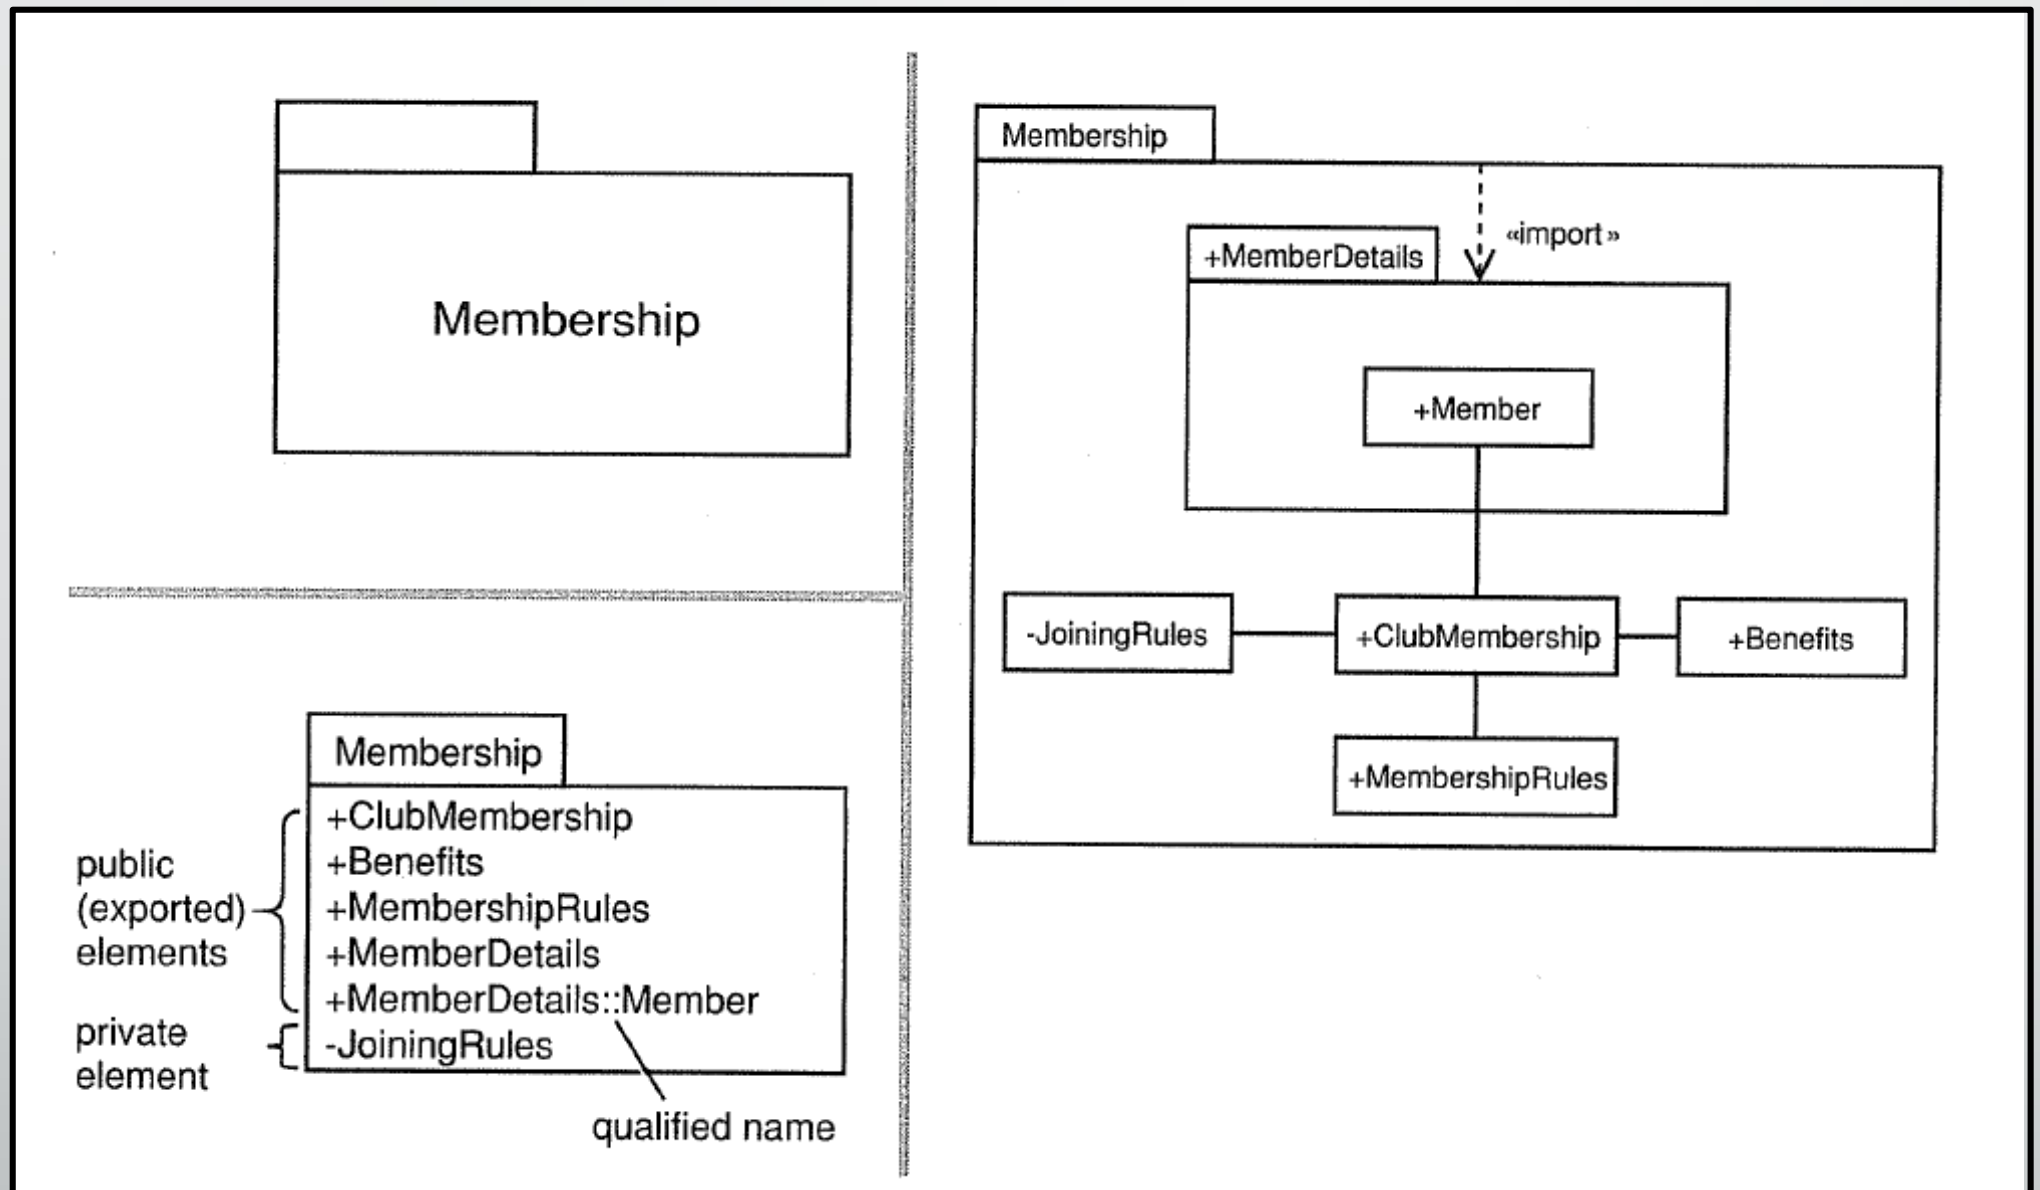 Membership
Membership
+ClubMembership
+Benefits
+MembershipRules
+MemberDetails
+MemberDetails::Member
-JoiningRules
public
(exported)
elements
private
element
qualified name
Membership
«import»
+MemberDetails
+Member
-JoiningRules
+ClubMembership
+Benefits
+MembershipRules